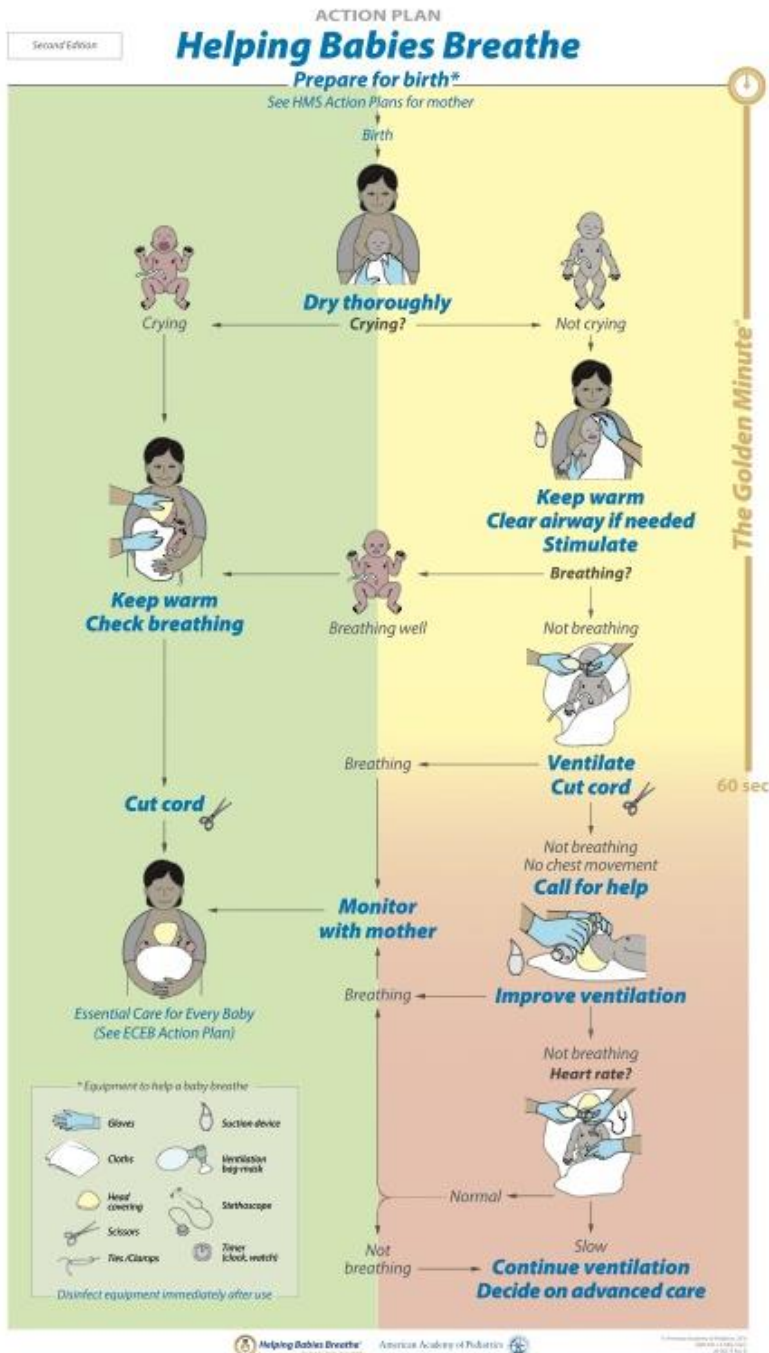 ACTION PLAN
Second Edition
Helping Babies Breathe
Prepare for birth*
See HMS Action Plans for mother
Birth
Dry thoroughly
Crying
Crying?
Not crying
The Golden Minute®
Keep warm
Clear airway if needed
Stimulate
Breathing?
Keep warm
Check breathing
Breathing well
Not breathing
Breathing
Ventilate
Cut cord
60 sec
Cut cord
Not breathing
No chest movement
Call for help
Monitor
with mother
Breathing
Improve ventilation
Essential Care for Every Baby
(See ECEB Action Plan)
Not breathing
Heart rate?
* Equipment to help a baby breathe
Gloves
Suction device
Cloths
Ventilation
bag-mask
Head
covering
Stethoscope
Scissors
Ties/Clamps
Timer
(clock, watch)
Disinfect equipment immediately after use
Normal
Not
breathing
Slow
Continue ventilation
Decide on advanced care
Helping Babies Breathe®
American Academy of Pediatrics